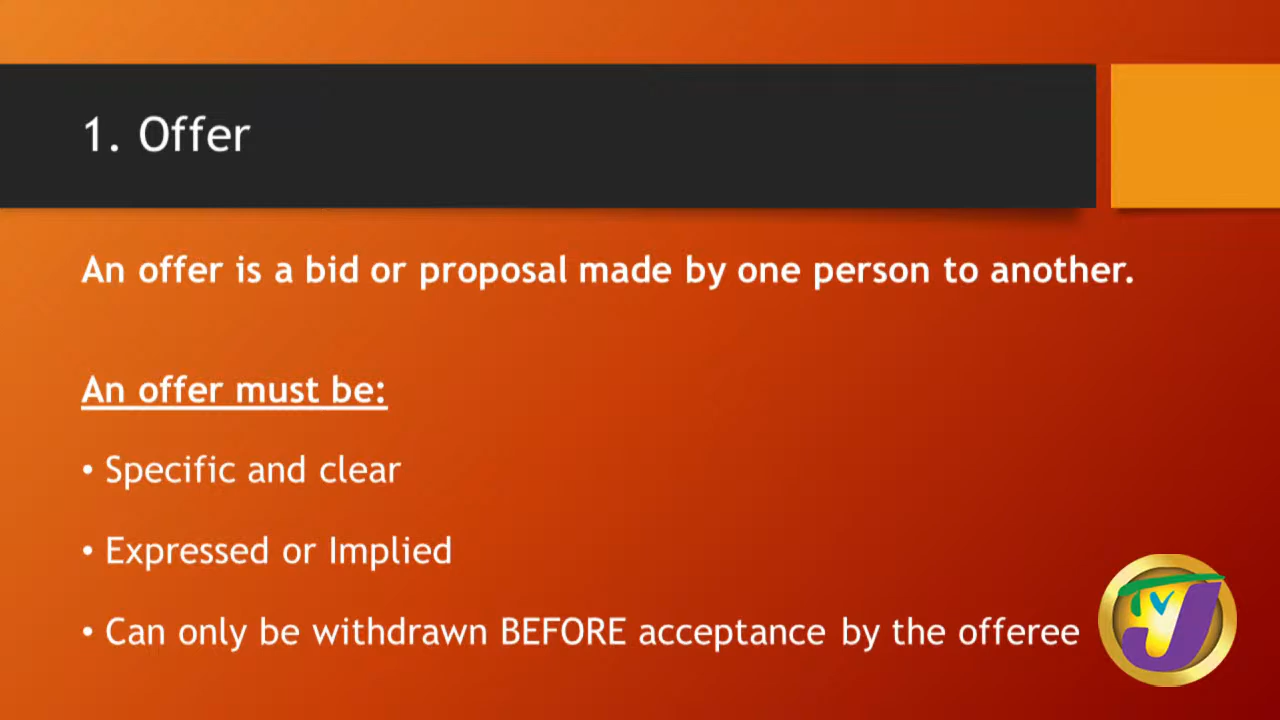 1. Offer
An offer is a bid or proposal made by one person to another.
An offer must be:
• Specific and clear
• Expressed or Implied
• Can only be withdrawn BEFORE acceptance by the offeree
TVJ